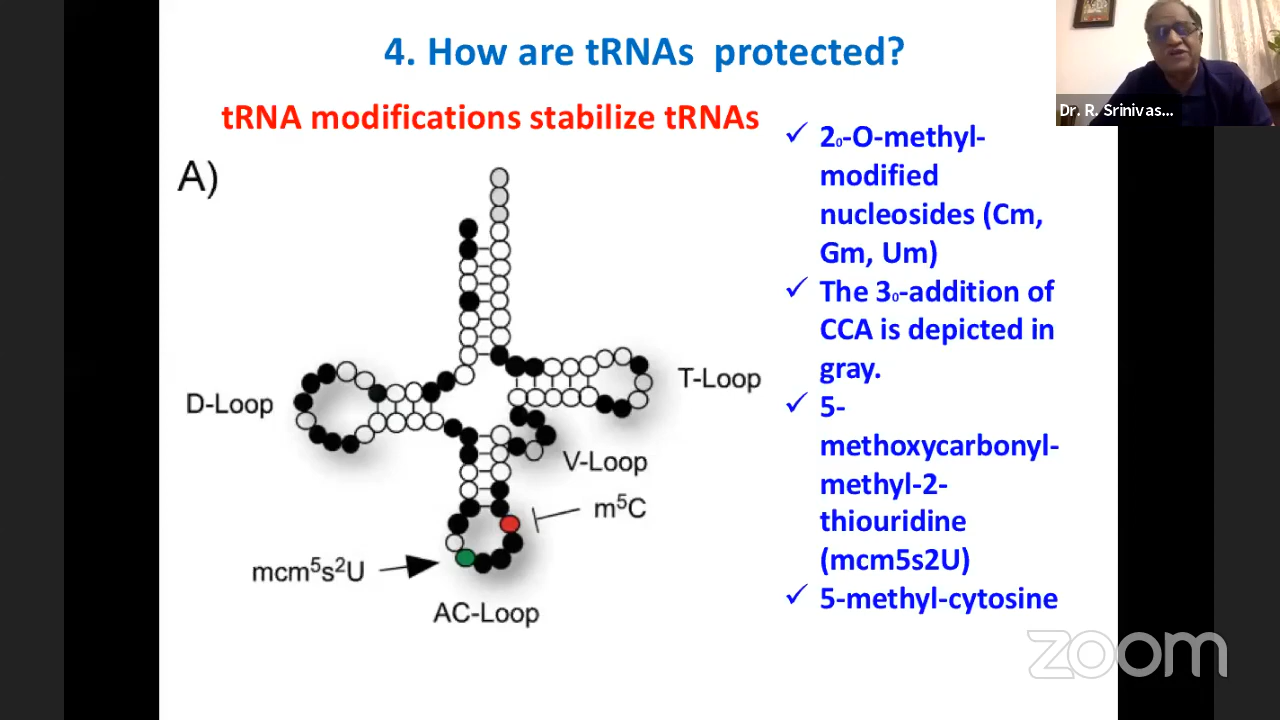 4. How are tRNAs protected?
tRNA modifications stabilize tRNAs
Dr. R. Srinivas...
A)
D-Loop
T-Loop
V-Loop
m⁵C
mcm⁵s²U
AC-Loop
✓ 2₀-O-methyl-
modified
nucleosides (Cm,
Gm, Um)
✓ The 3₀-addition of
CCA is depicted in
gray.
✓ 5-
methoxycarbonyl-
methyl-2-
thiouridine
(mcm5s2U)
✓ 5-methyl-cytosine
zoom